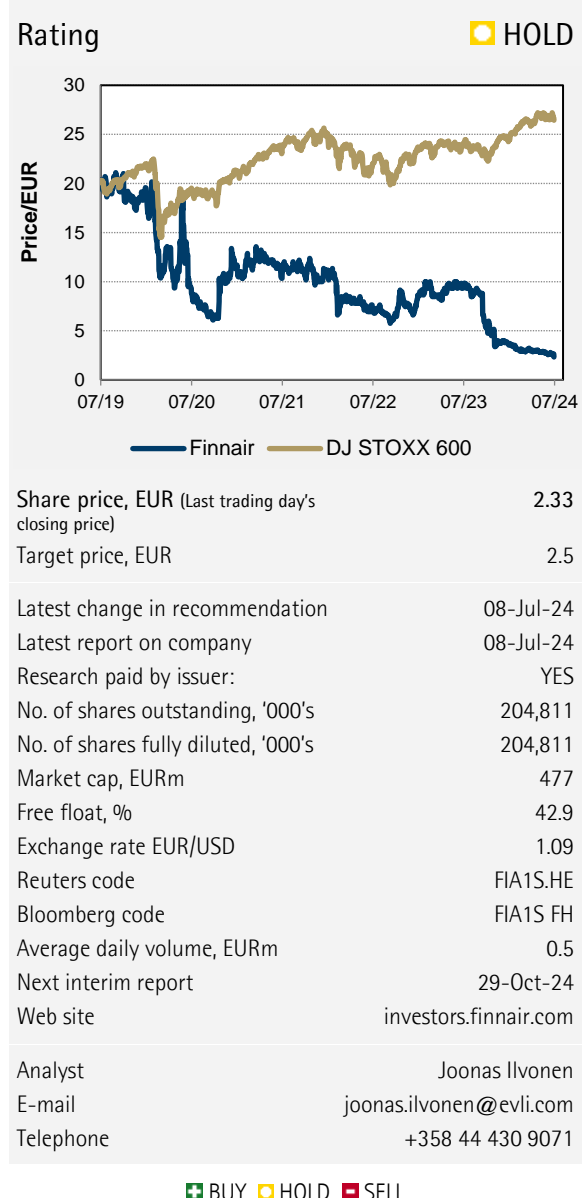 Rating HOLD
30
25
20
15
10
5
0
Price/EUR
07/19 07/20 07/21 07/22 07/23 07/24
Finnair DJ STOXX 600
Share price, EUR (Last trading day's closing price) 2.33
Target price, EUR 2.5
Latest change in recommendation 08-Jul-24
Latest report on company 08-Jul-24
Research paid by issuer: YES
No. of shares outstanding, '000's 204,811
No. of shares fully diluted, '000's 204,811
Market cap, EURm 477
Free float, % 42.9
Exchange rate EUR/USD 1.09
Reuters code FIA1S.HE
Bloomberg code FIA1S FH
Average daily volume, EURm 0.5
Next interim report 29-Oct-24
Web site investors.finnair.com
Analyst Joonas Ilvonen
E-mail joonas.ilvonen@evli.com
Telephone +358 44 430 9071
BUY HOLD SELL